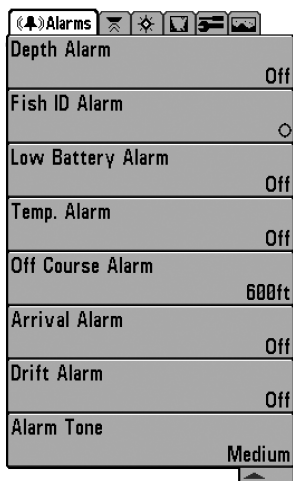 Alarms
Depth Alarm
Off
Fish ID Alarm
Low Battery Alarm
Off
Temp. Alarm
Off
Off Course Alarm
600ft
Arrival Alarm
Off
Drift Alarm
Off
Alarm Tone
Medium